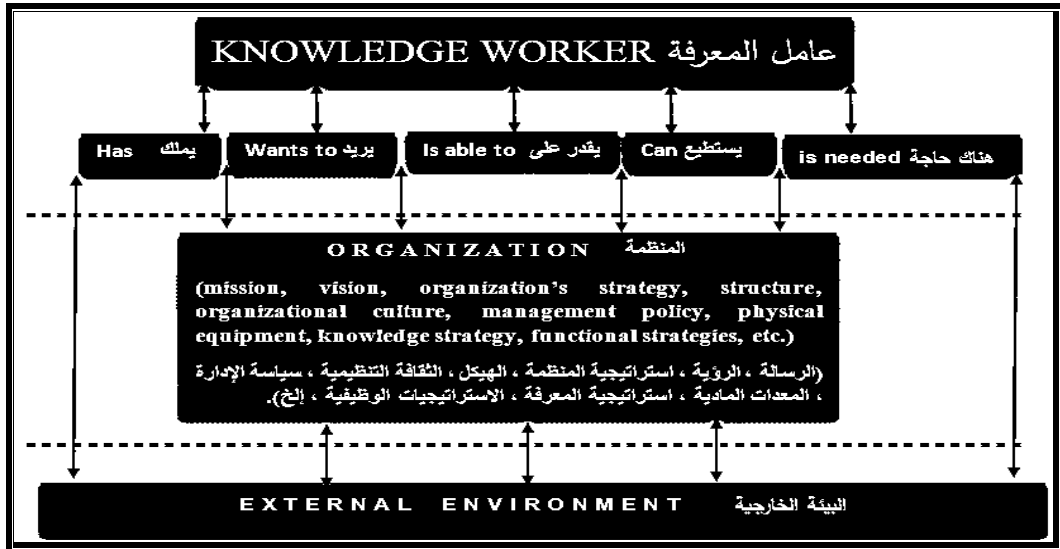 KNOWLEDGE WORKER عامل المعرفة
Has يملك
Wants to يريد
Is able to يقدر على
Can يستطيع
is needed هناك حاجة
ORGANIZATION المنظمة
(mission, vision, organization's strategy, structure,
organizational culture, management policy, physical
equipment, knowledge strategy, functional strategies, etc.)
(الرسالة ، الرؤية ، استراتيجية المنظمة ، الهيكل ، الثقافة التنظيمية ، سياسة الإدارة
، المعدات المادية ، استراتيجية المعرفة ، الاستراتيجيات الوظيفية ، إلخ).
EXTERNAL ENVIRONMENT البيئة الخارجية